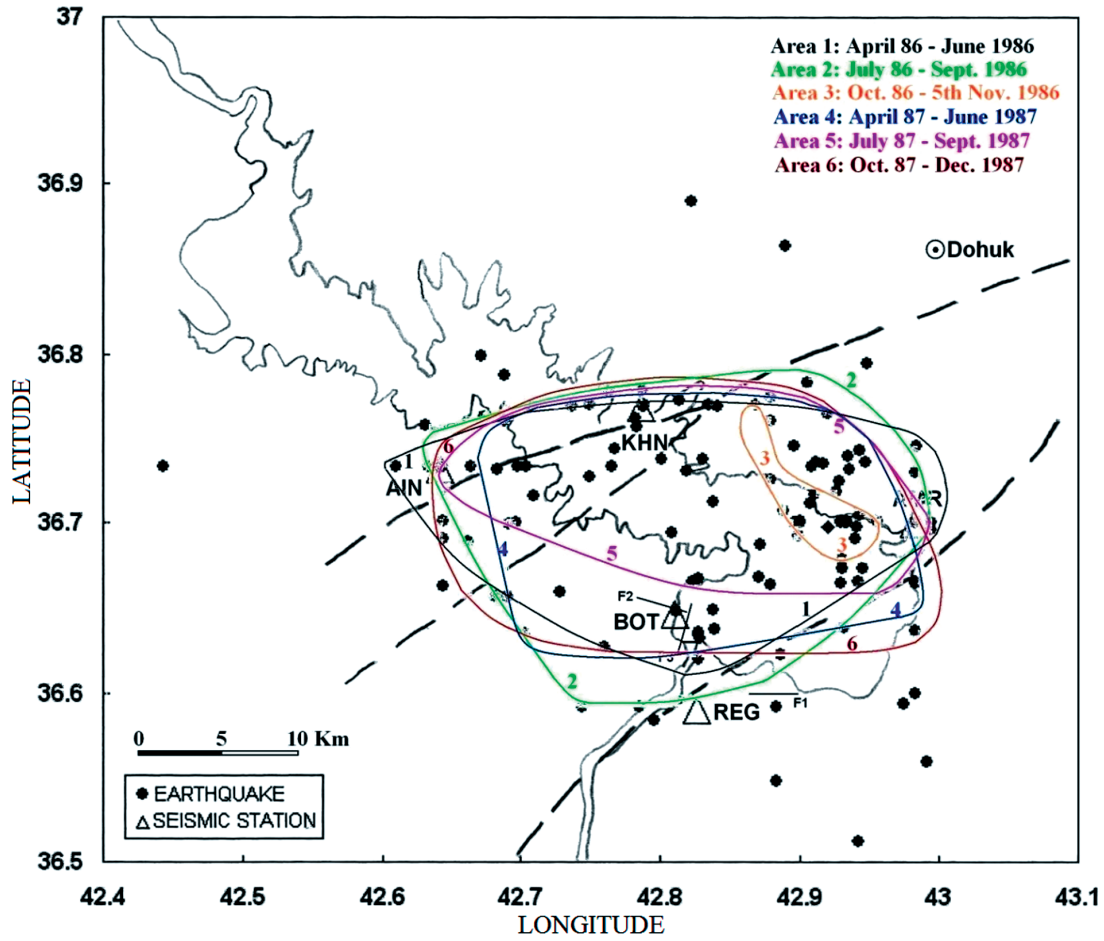 37
Area 1: April 86 - June 1986
Area 2: July 86 - Sept. 1986
Area 3: Oct. 86 - 5th Nov. 1986
Area 4: April 87 - June 1987
Area 5: July 87 - Sept. 1987
Area 6: Oct. 87 - Dec. 1987
36.9
Dohuk
36.8
2
LATITUDE
KHN
5
6
1
3
AIN
R
36.7
4
5
3
F2
BOT
1
4
6
36.6
2
F1
REG
0 5 10 Km
EARTHQUAKE
SEISMIC STATION
36.5
42.4 42.5 42.6 42.7 42.8 42.9 43 43.1
LONGITUDE